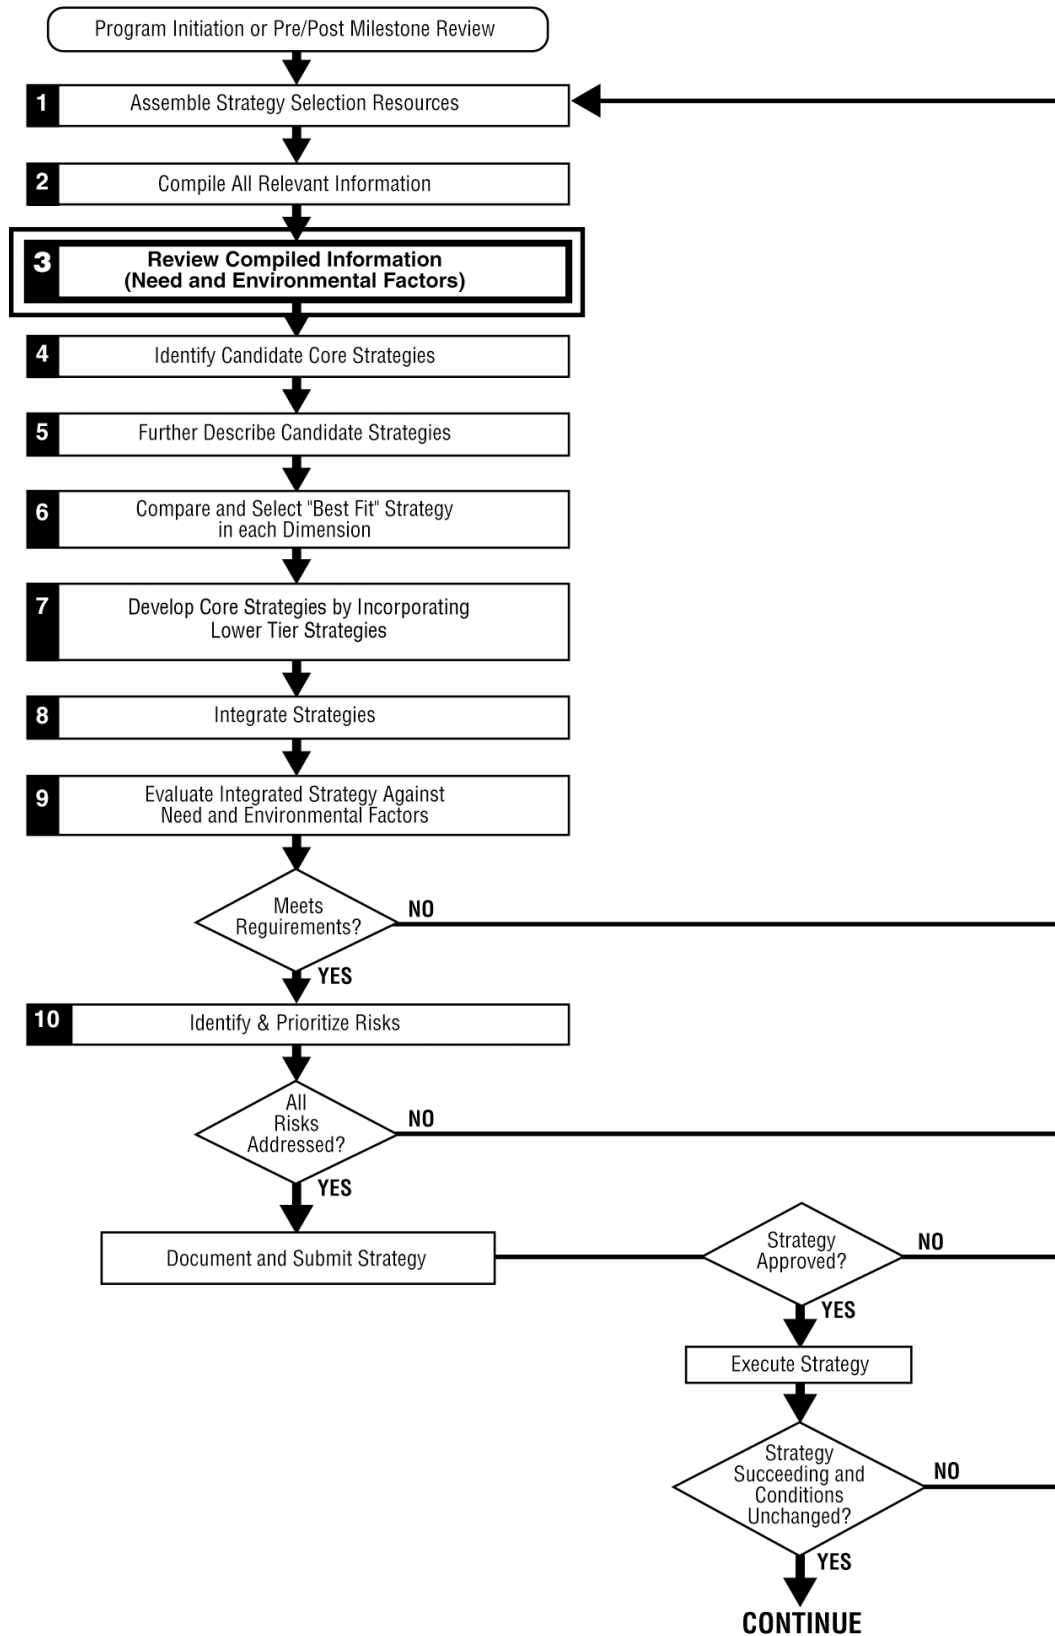 Program Initiation or Pre/Post Milestone Review
1
Assemble Strategy Selection Resources
2
Compile All Relevant Information
3
Review Compiled Information
(Need and Environmental Factors)
4
Identify Candidate Core Strategies
5
Further Describe Candidate Strategies
6
Compare and Select "Best Fit" Strategy
in each Dimension
7
Develop Core Strategies by Incorporating
Lower Tier Strategies
8
Integrate Strategies
9
Evaluate Integrated Strategy Against
Need and Environmental Factors
Meets
Reguirements?
NO
YES
10
Identify & Prioritize Risks
All
Risks
Addressed?
NO
YES
Document and Submit Strategy
Strategy
Approved?
NO
YES
Execute Strategy
Strategy
Succeeding and
Conditions
Unchanged?
NO
YES
CONTINUE